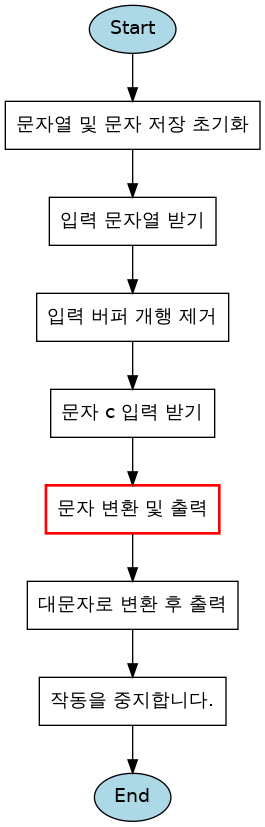 Start
문자열 및 문자 저장 초기화
입력 문자열 받기
입력 버퍼 개행 제거
문자 c 입력 받기
문자 변환 및 출력
대문자로 변환 후 출력
작동을 중지합니다.
End